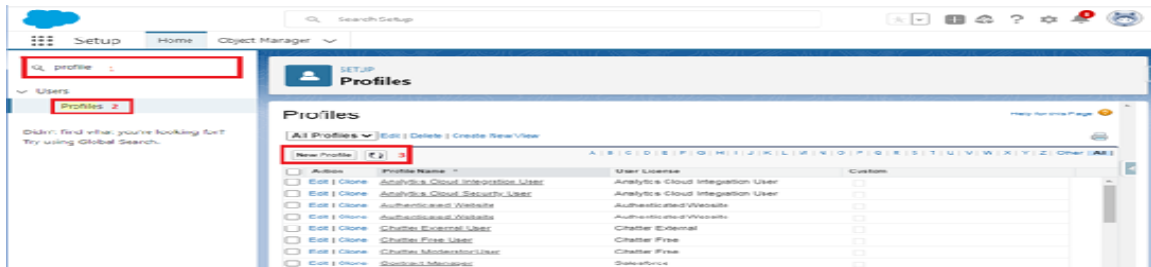 Search Setup
Setup Home Object Manager
profile 1
Users
Profiles 2
Didn't find what you're looking for?
Try using Global Search.
SETUP
Profiles
Profiles
Help for this Page
All Profiles Edit | Delete | Create New View
New Profile 3
A | B | C | D | E | F | G | H | I | J | K | L | M | N | O | P | Q | R | S | T | U | V | W | X | Y | Z | Other | All
Action Profile Name User License Custom
Edit | Clone Analytics Cloud Integration User Analytics Cloud Integration User
Edit | Clone Analytics Cloud Security User Analytics Cloud Integration User
Edit | Clone Authenticated Website Authenticated Website
Edit | Clone Authenticated Website Authenticated Website
Edit | Clone Chatter External User Chatter External
Edit | Clone Chatter Free User Chatter Free
Edit | Clone Chatter Moderator User Chatter Free
Edit | Clone Contract Manager Salesforce